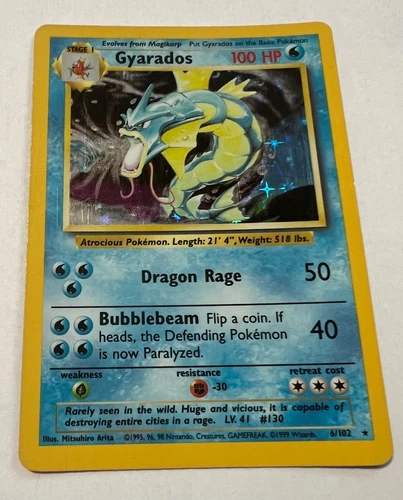 Evolves from Magikarp Put Gyarados on the Basic Pokémon
STAGE 1
Gyarados 100 HP
Atrocious Pokémon. Length: 21' 4", Weight: 518 lbs.
Dragon Rage 50
Bubblebeam Flip a coin. If
heads, the Defending Pokémon 40
is now Paralyzed.
weakness resistance retreat cost
-30
Rarely seen in the wild. Huge and vicious, it is capable of
destroying entire cities in a rage. LV. 41 #130
Illus. Mitsuhiro Arita ©1995, 96, 98 Nintendo, Creatures, GAMEFREAK. ©1999 Wizards. 6/102